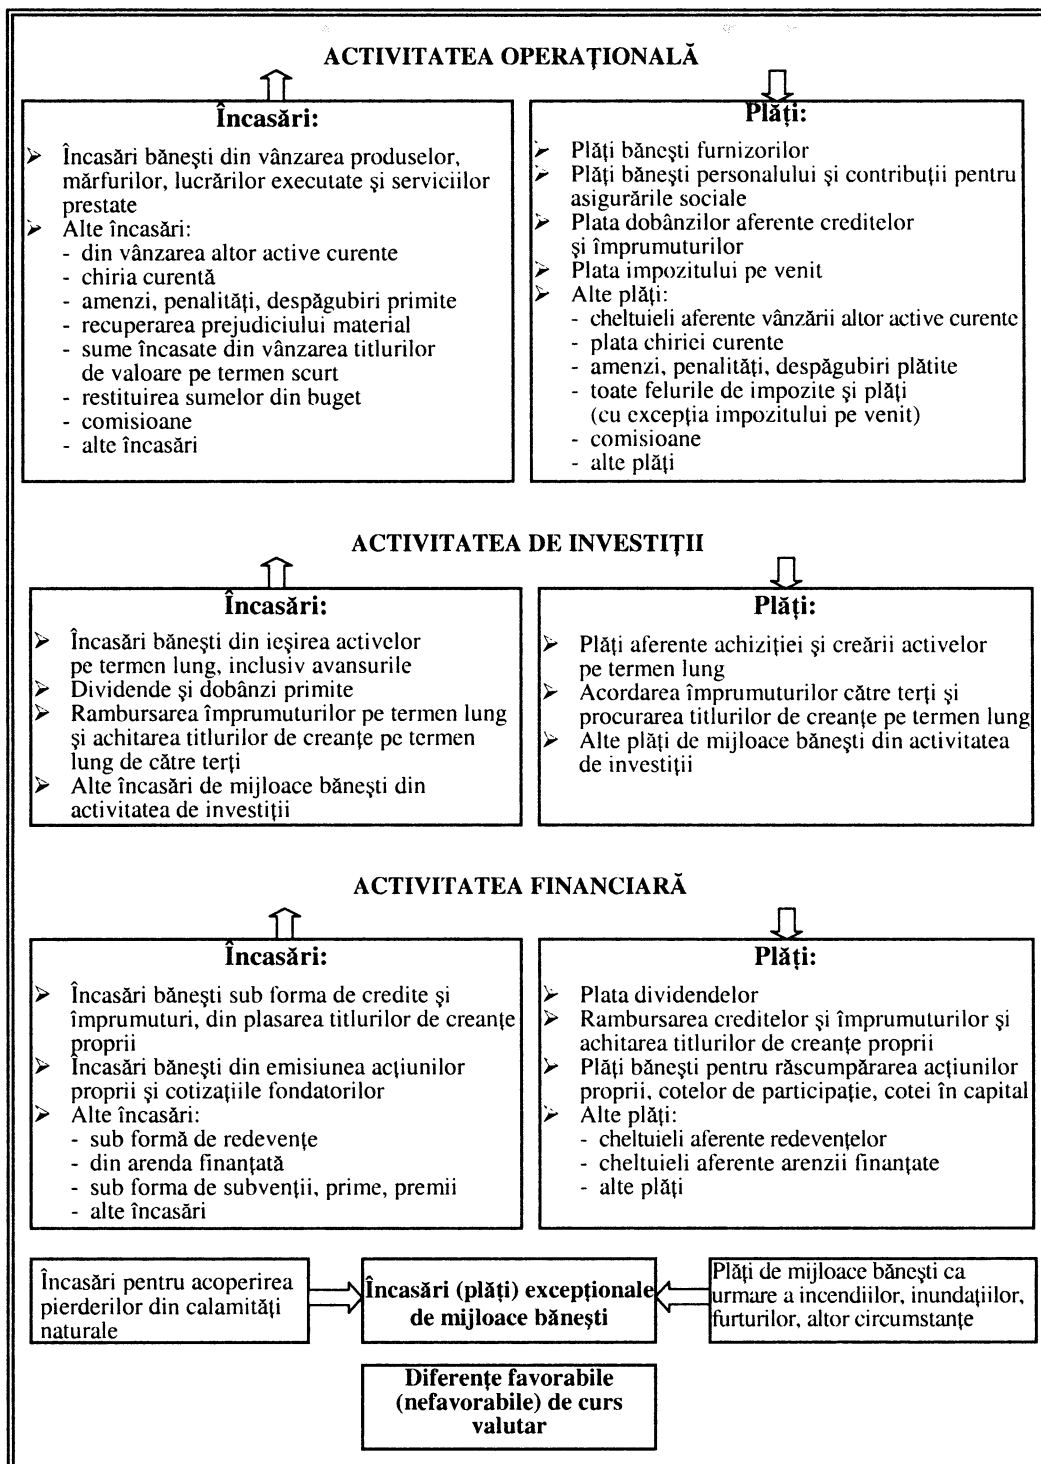 ACTIVITATEA OPERAŢIONALĂ
Încasări:
➢ Încasări băneşti din vânzarea produselor,
mărfurilor, lucrărilor executate şi serviciilor
prestate
➢ Alte încasări:
- din vânzarea altor active curente
- chiria curentă
- amenzi, penalităţi, despăgubiri primite
- recuperarea prejudiciului material
- sume încasate din vânzarea titlurilor
de valoare pe termen scurt
- restituirea sumelor din buget
- comisioane
- alte încasări
Plăţi:
➢ Plăţi băneşti furnizorilor
➢ Plăţi băneşti personalului şi contribuţii pentru
asigurările sociale
➢ Plata dobânzilor aferente creditelor
şi împrumuturilor
➢ Plata impozitului pe venit
➢ Alte plăţi:
- cheltuieli aferente vânzării altor active curente
- plata chiriei curente
- amenzi, penalităţi, despăgubiri plătite
- toate felurile de impozite şi plăţi
(cu excepţia impozitului pe venit)
- comisioane
- alte plăţi
ACTIVITATEA DE INVESTIŢII
Încasări:
➢ Încasări băneşti din ieşirea activelor
pe termen lung, inclusiv avansurile
➢ Dividende şi dobânzi primite
➢ Rambursarea împrumuturilor pe termen lung
şi achitarea titlurilor de creanţe pe termen
lung de către terţi
➢ Alte încasări de mijloace băneşti din
activitatea de investiţii
Plăţi:
➢ Plăţi aferente achiziţiei şi creării activelor
pe termen lung
➢ Acordarea împrumuturilor către terţi şi
procurarea titlurilor de creanţe pe termen lung
➢ Alte plăţi de mijloace băneşti din activitatea
de investiţii
ACTIVITATEA FINANCIARĂ
Încasări:
➢ Încasări băneşti sub forma de credite şi
împrumuturi, din plasarea titlurilor de creanţe
proprii
➢ Încasări băneşti din emisiunea acţiunilor
proprii şi cotizaţiile fondatorilor
➢ Alte încasări:
- sub formă de redevenţe
- din arenda finanţată
- sub forma de subvenţii, prime, premii
- alte încasări
Plăţi:
➢ Plata dividendelor
➢ Rambursarea creditelor şi împrumuturilor şi
achitarea titlurilor de creanţe proprii
➢ Plăţi băneşti pentru răscumpărarea acţiunilor
proprii, cotelor de participaţie, cotei în capital
➢ Alte plăţi:
- cheltuieli aferente redevenţelor
- cheltuieli aferente arenzii finanţate
- alte plăţi
Încasări pentru acoperirea
pierderilor din calamităţi
naturale
Încasări (plăţi) excepţionale
de mijloace băneşti
Plăţi de mijloace băneşti ca
urmare a incendiilor, inundaţiilor,
furturilor, altor circumstanţe
Diferenţe favorabile
(nefavorabile) de curs
valutar